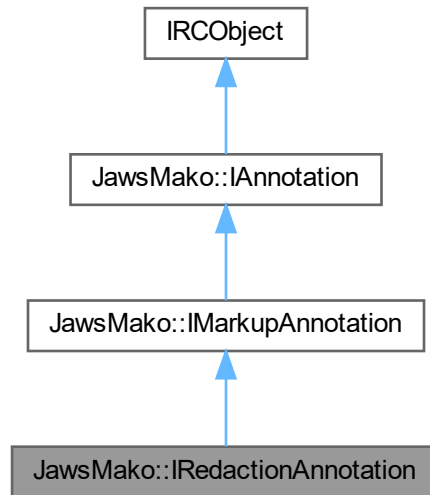 IRCObject
JawsMako::IAnnotation
JawsMako::IMarkupAnnotation
JawsMako::IRedactionAnnotation